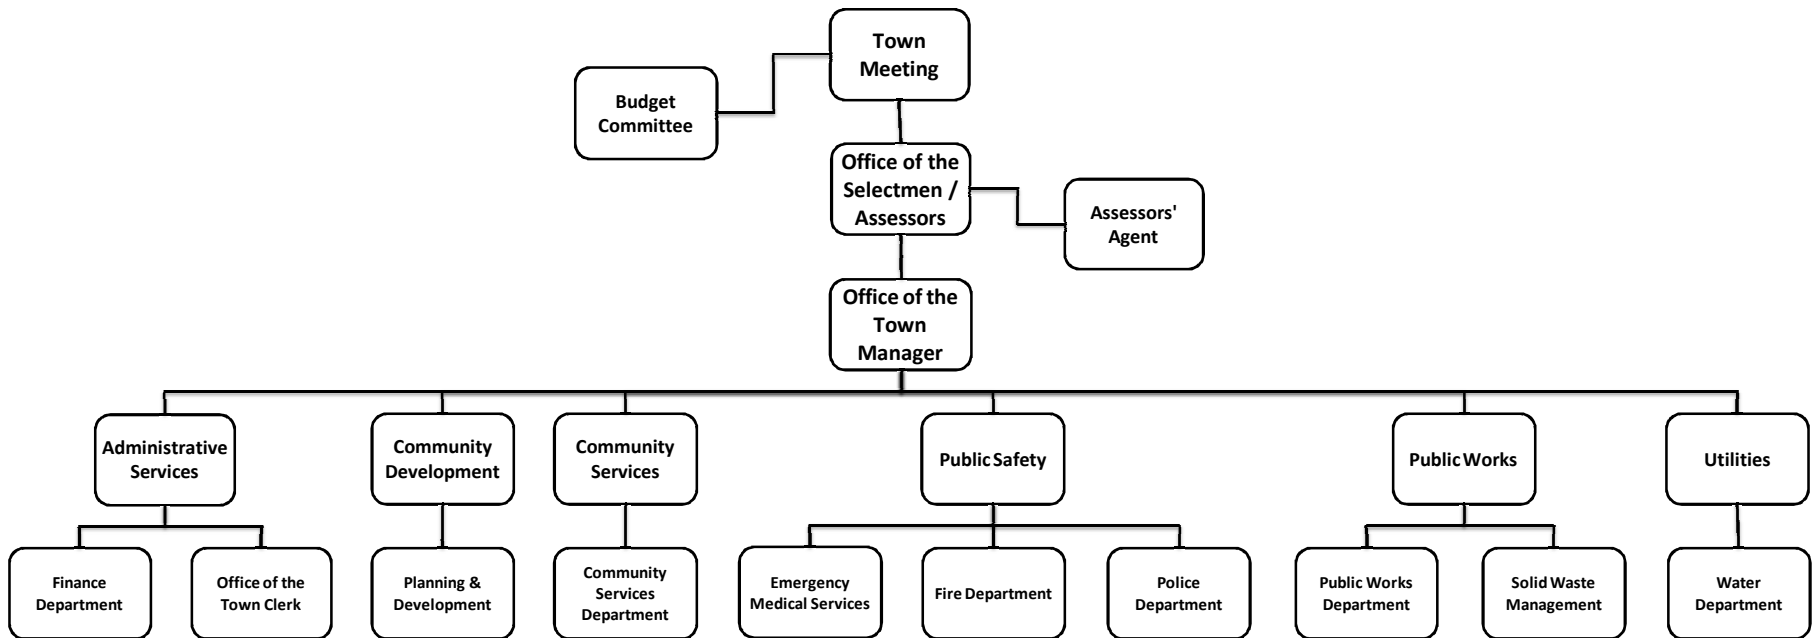 Town
Meeting
Budget
Committee
Office of the
Selectmen /
Assessors
Assessors'
Agent
Office of the
Town
Manager
Administrative
Services
Community
Development
Community
Services
Public Safety
Public Works
Utilities
Finance
Department
Office of the
Town Clerk
Planning &
Development
Community
Services
Department
Emergency
Medical Services
Fire Department
Police
Department
Public Works
Department
Solid Waste
Management
Water
Department